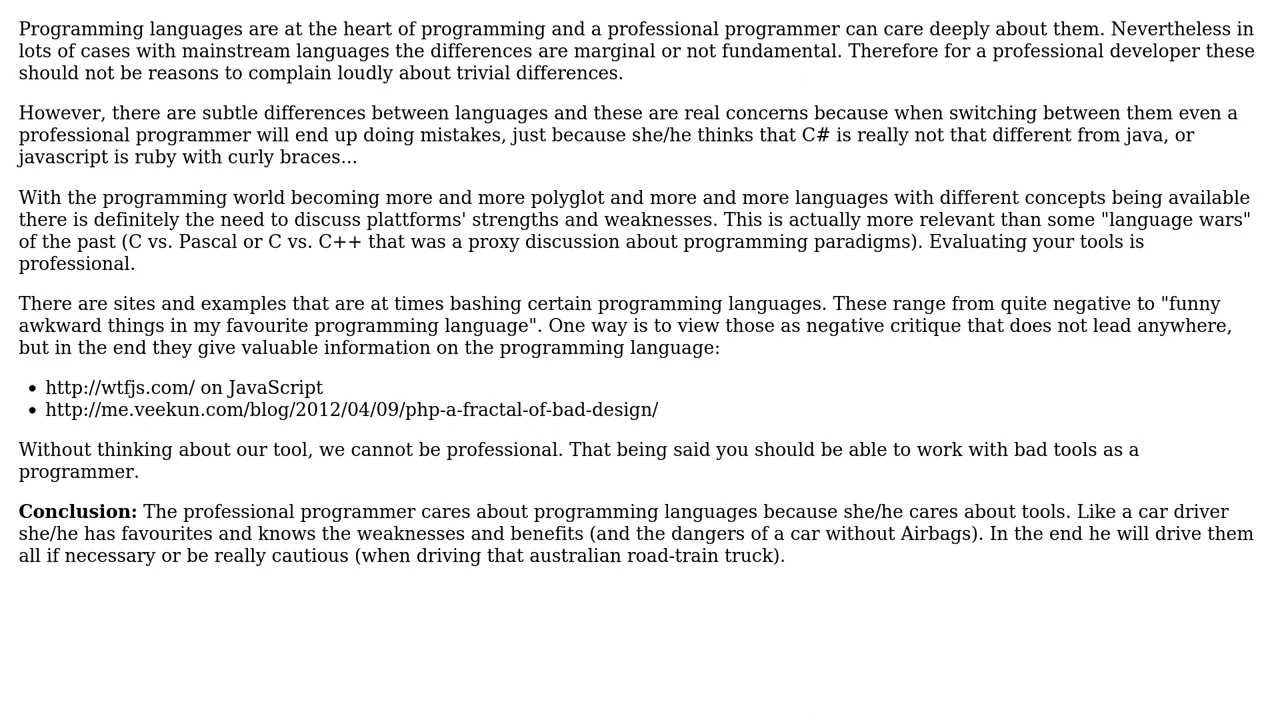 Programming languages are at the heart of programming and a professional programmer can care deeply about them. Nevertheless in
lots of cases with mainstream languages the differences are marginal or not fundamental. Therefore for a professional developer these
should not be reasons to complain loudly about trivial differences.
However, there are subtle differences between languages and these are real concerns because when switching between them even a
professional programmer will end up doing mistakes, just because she/he thinks that C# is really not that different from java, or
javascript is ruby with curly braces...
With the programming world becoming more and more polyglot and more and more languages with different concepts being available
there is definitely the need to discuss plattforms' strengths and weaknesses. This is actually more relevant than some "language wars"
of the past (C vs. Pascal or C vs. C++ that was a proxy discussion about programming paradigms). Evaluating your tools is
professional.
There are sites and examples that are at times bashing certain programming languages. These range from quite negative to "funny
awkward things in my favourite programming language". One way is to view those as negative critique that does not lead anywhere,
but in the end they give valuable information on the programming language:
• http://wtfjs.com/ on JavaScript
• http://me.veekun.com/blog/2012/04/09/php-a-fractal-of-bad-design/
Without thinking about our tool, we cannot be professional. That being said you should be able to work with bad tools as a
programmer.
Conclusion: The professional programmer cares about programming languages because she/he cares about tools. Like a car driver
she/he has favourites and knows the weaknesses and benefits (and the dangers of a car without Airbags). In the end he will drive them
all if necessary or be really cautious (when driving that australian road-train truck).